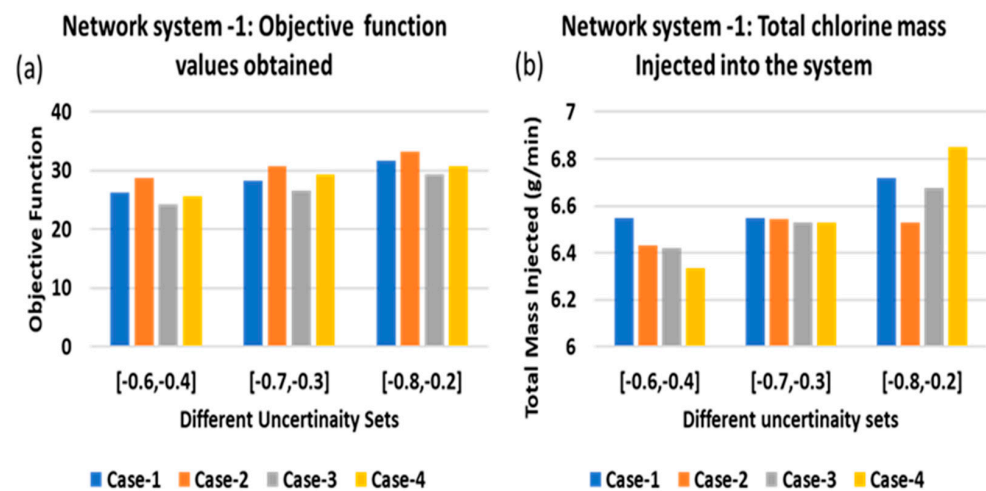 Network system -1: Objective function
values obtained
(a)
40
30
20
10
0
Objective Function
[-0.6,-0.4]
[-0.7,-0.3]
[-0.8,-0.2]
Different Uncertinaity Sets
Case-1 Case-2 Case-3 Case-4
Network system -1: Total chlorine mass
Injected into the system
(b)
7
6.8
6.6
6.4
6.2
6
Total Mass Injected (g/min)
[-0.6,-0.4]
[-0.7,-0.3]
[-0.8,-0.2]
Different uncertinaity sets
Case-1 Case-2 Case-3 Case-4